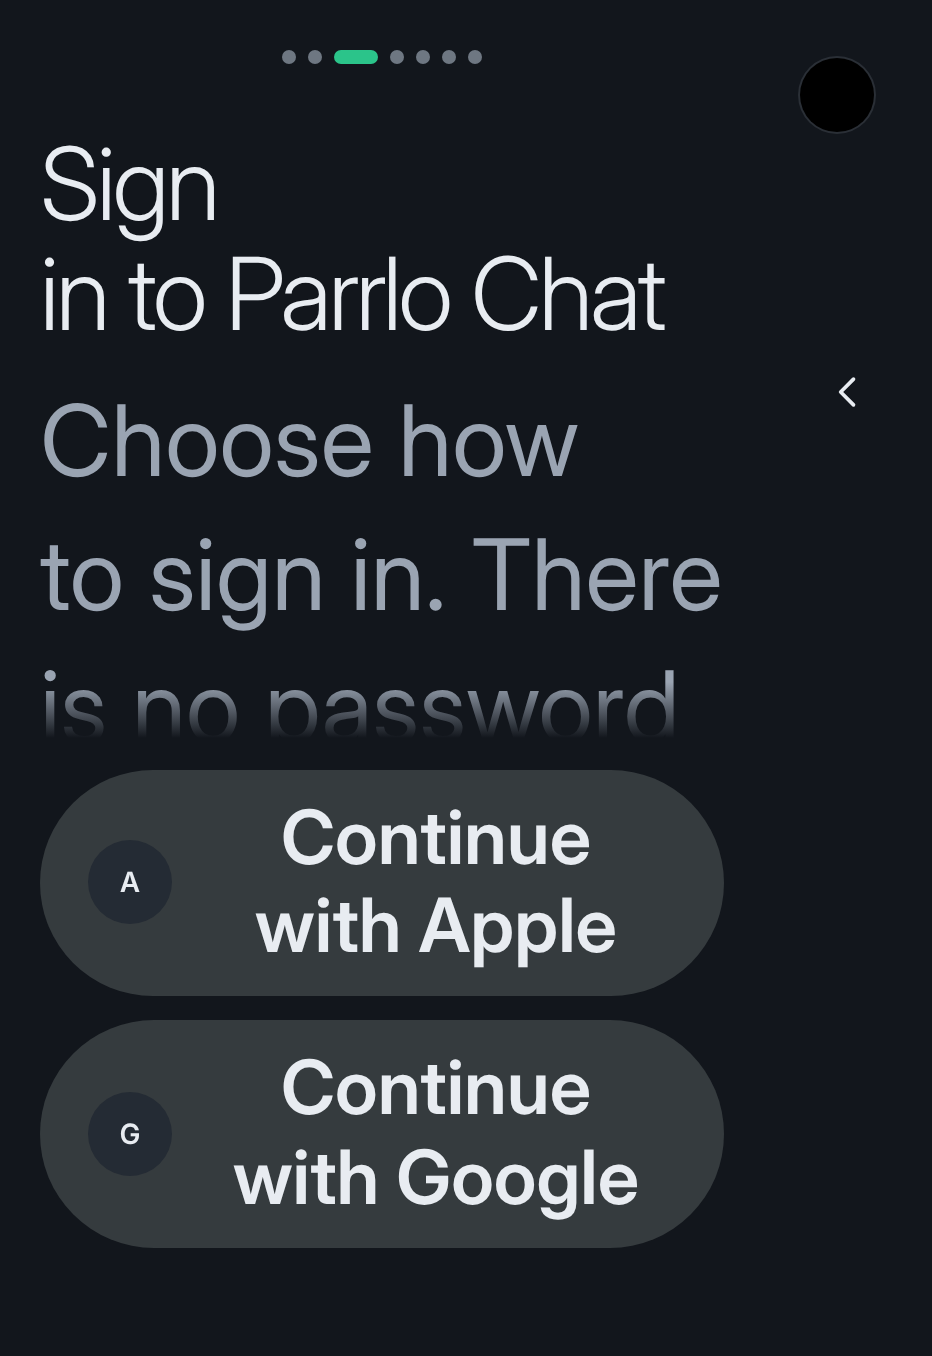 Sign
in to Parrlo Chat
Choose how
to sign in. There
is no password
A
Continue
with Apple
G
Continue
with Google